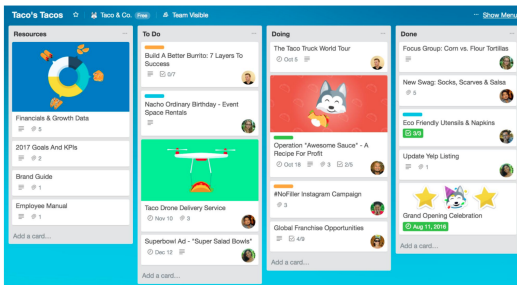 Taco's Tacos ☆ Taco & Co. Free Team Visible ... Show Menu
Resources ...
Financials & Growth Data
5
2017 Goals And KPIs
2
Brand Guide
1
Employee Manual
1
Add a card...
To Do ...
Build A Better Burrito: 7 Layers To
Success
0/7
Nacho Ordinary Birthday - Event
Space Rentals
Taco Drone Delivery Service
Nov 10 3
Superbowl Ad - "Super Salad Bowls"
Dec 12
Add a card...
Doing ...
The Taco Truck World Tour
Oct 5
Operation "Awesome Sauce" - A
Recipe For Profit
Oct 18 3 2/5
#NoFiller Instagram Campaign
3
Global Franchise Opportunities
4/9
Add a card...
Done ...
Focus Group: Corn vs. Flour Tortillas
New Swag: Socks, Scarves & Salsa
5
Eco Friendly Utensils & Napkins
3/3
Update Yelp Listing
1
Grand Opening Celebration
Aug 11, 2016
Add a card...